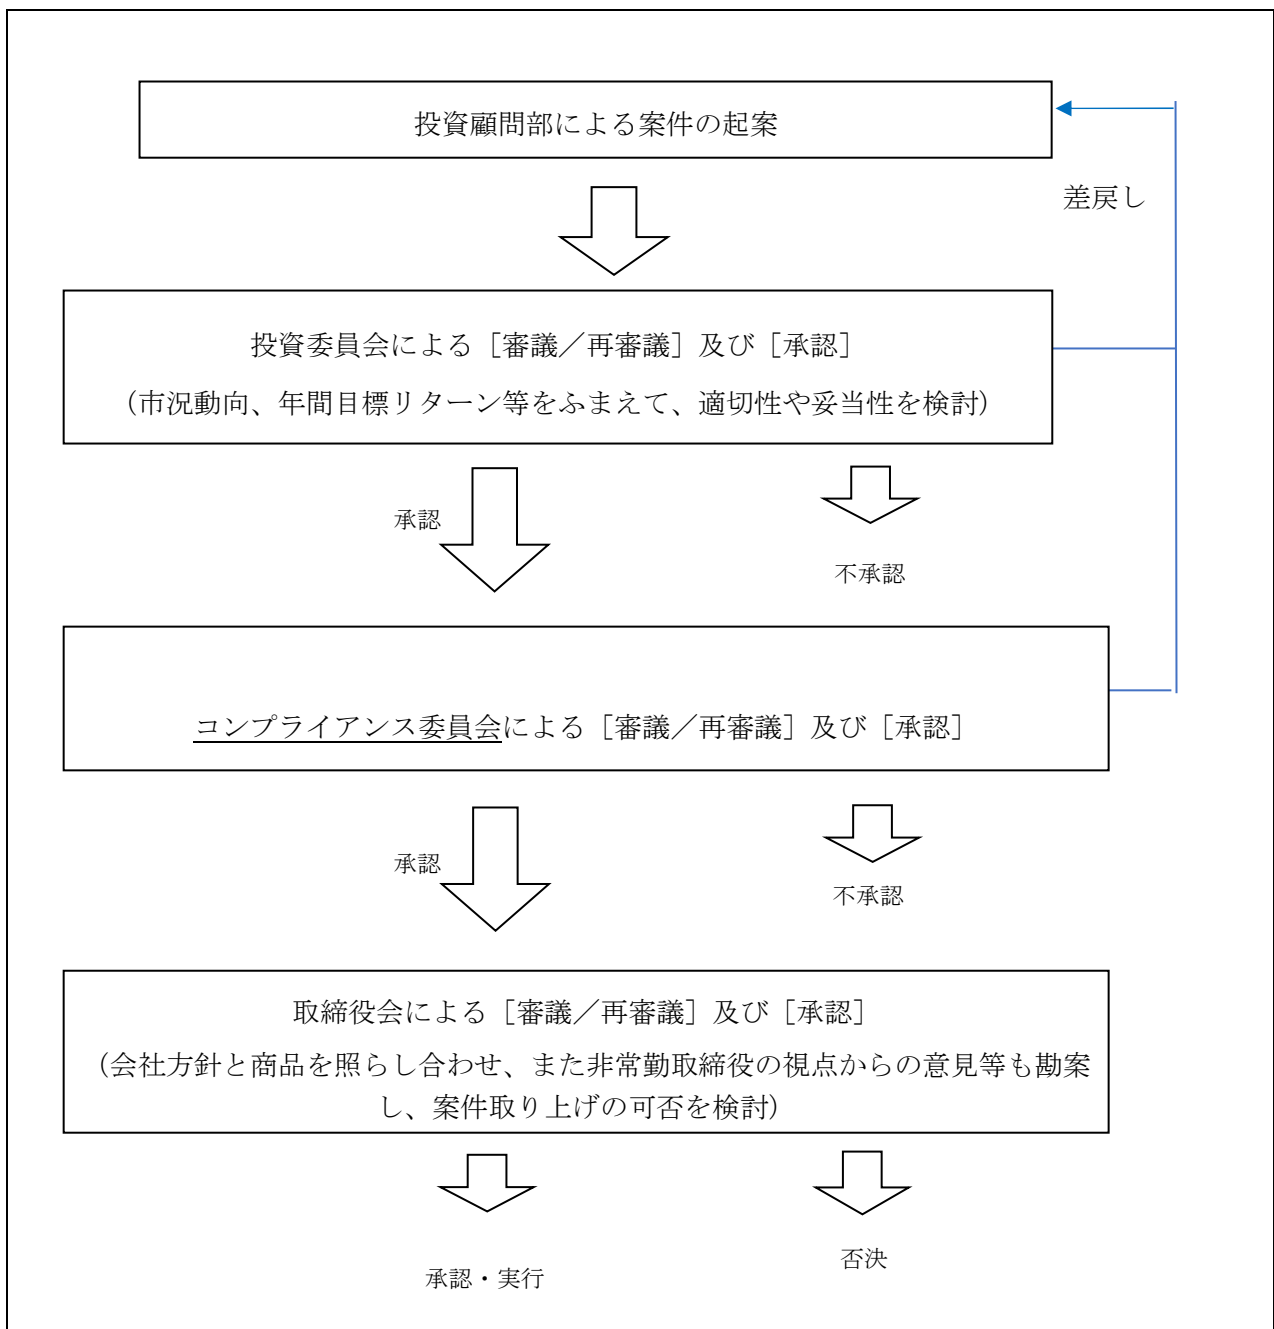 投資顧問部による案件の起案
差戻し
投資委員会による［審議／再審議］及び［承認］
（市況動向、年間目標リターン等をふまえて、適切性や妥当性を検討）
承認
不承認
コンプライアンス委員会による［審議／再審議］及び［承認］
承認
不承認
取締役会による［審議／再審議］及び［承認］
（会社方針と商品を照らし合わせ、また非常勤取締役の視点からの意見等も勘案
し、案件取り上げの可否を検討）
否決
承認・実行